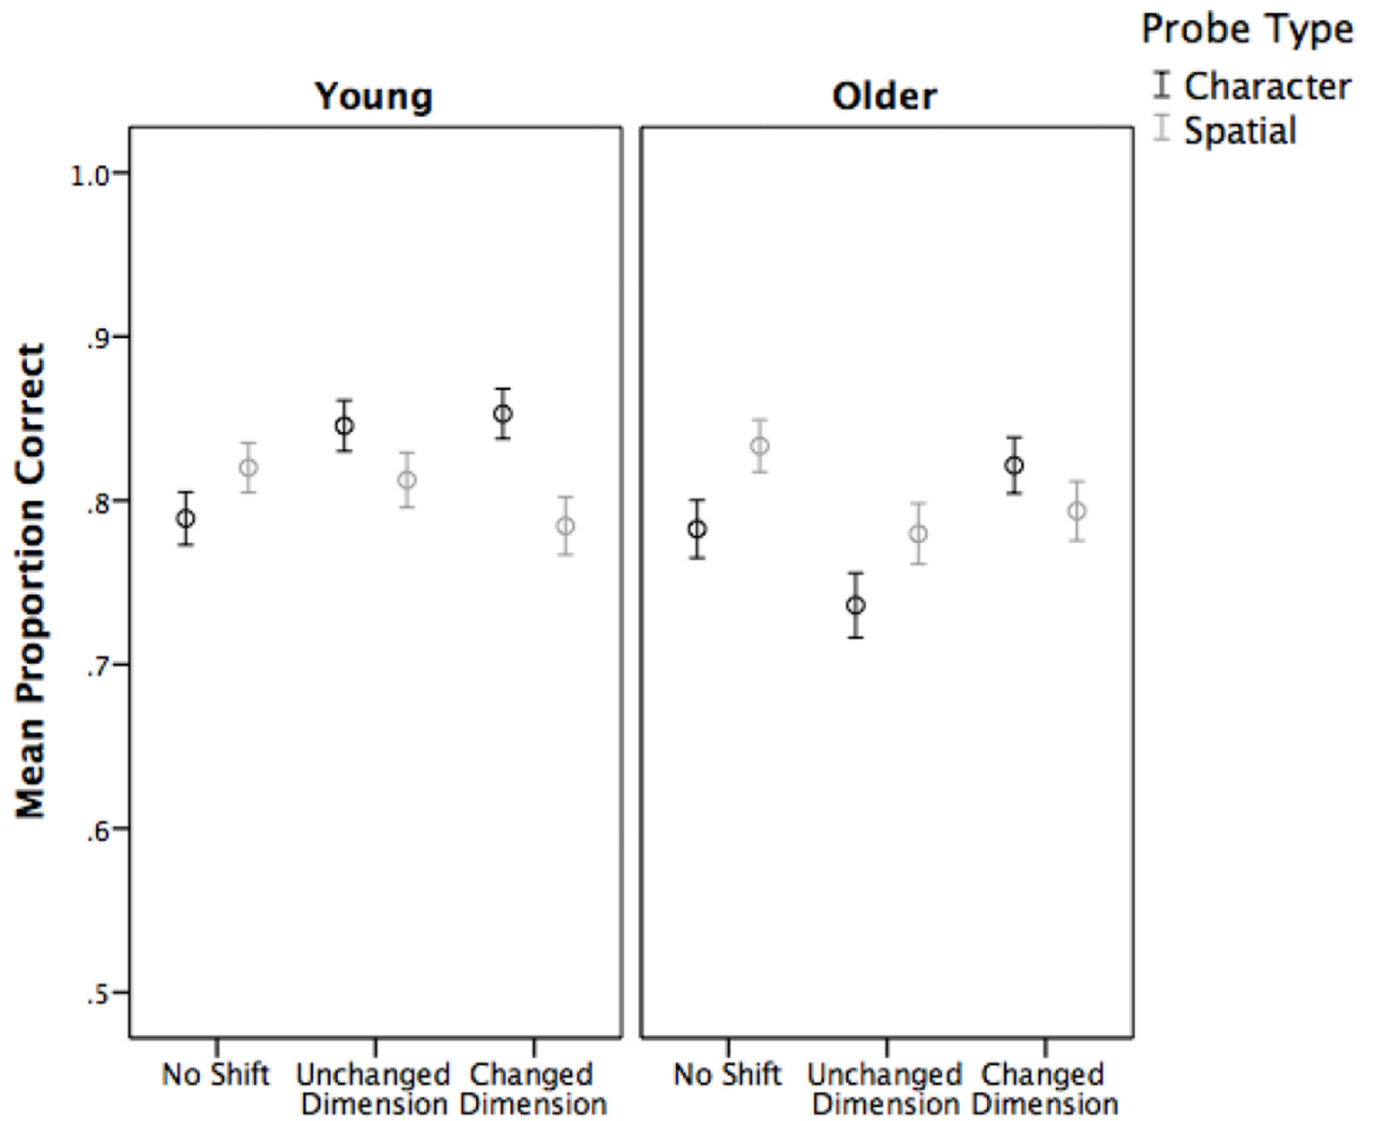 Probe Type
Character
Spatial
Young
Older
Mean Proportion Correct
1.0
.9
.8
.7
.6
.5
No Shift
Unchanged
Dimension
Changed
Dimension
No Shift
Unchanged
Dimension
Changed
Dimension